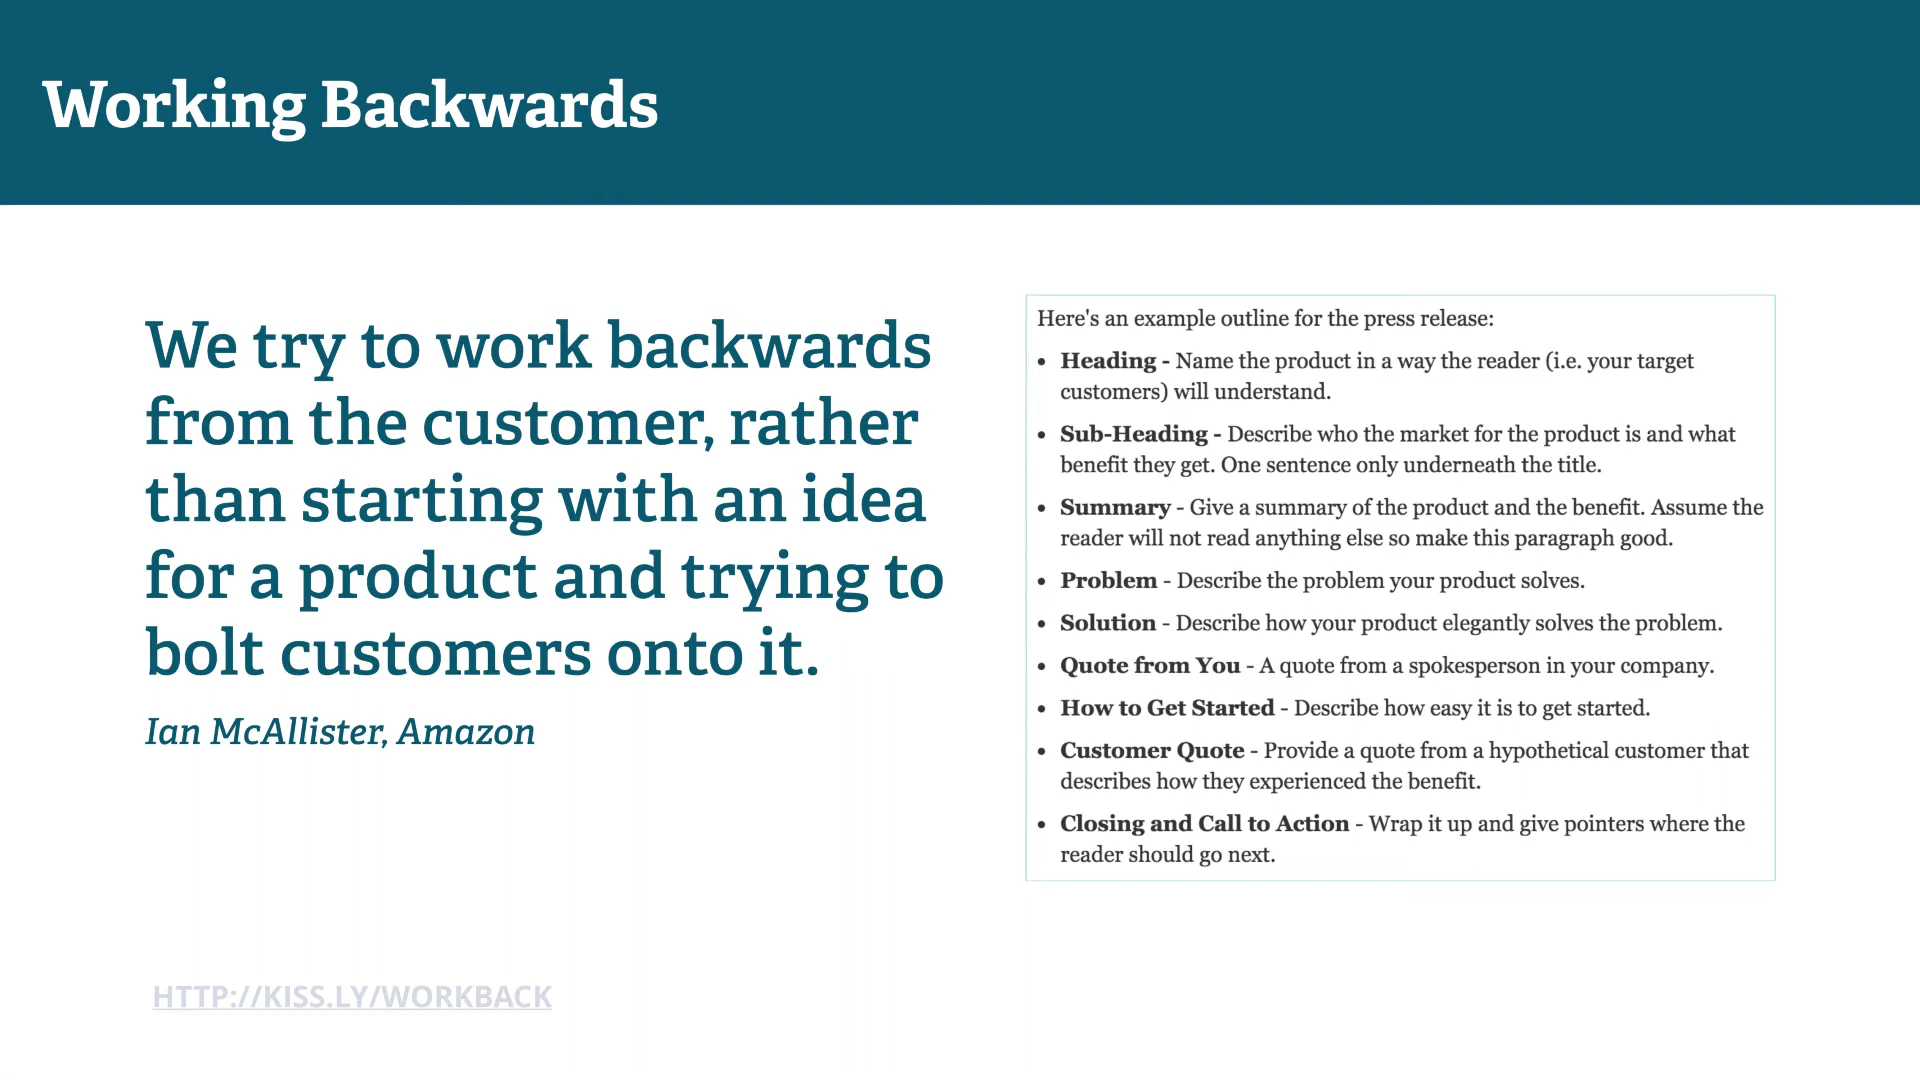 Working Backwards
We try to work backwards
from the customer, rather
than starting with an idea
for a product and trying to
bolt customers onto it.
Ian McAllister, Amazon
Here's an example outline for the press release:
• Heading - Name the product in a way the reader (i.e. your target
customers) will understand.
• Sub-Heading - Describe who the market for the product is and what
benefit they get. One sentence only underneath the title.
• Summary - Give a summary of the product and the benefit. Assume the
reader will not read anything else so make this paragraph good.
• Problem - Describe the problem your product solves.
• Solution - Describe how your product elegantly solves the problem.
• Quote from You - A quote from a spokesperson in your company.
• How to Get Started - Describe how easy it is to get started.
• Customer Quote - Provide a quote from a hypothetical customer that
describes how they experienced the benefit.
• Closing and Call to Action - Wrap it up and give pointers where the
reader should go next.
HTTP://KISS.LY/WORKBACK